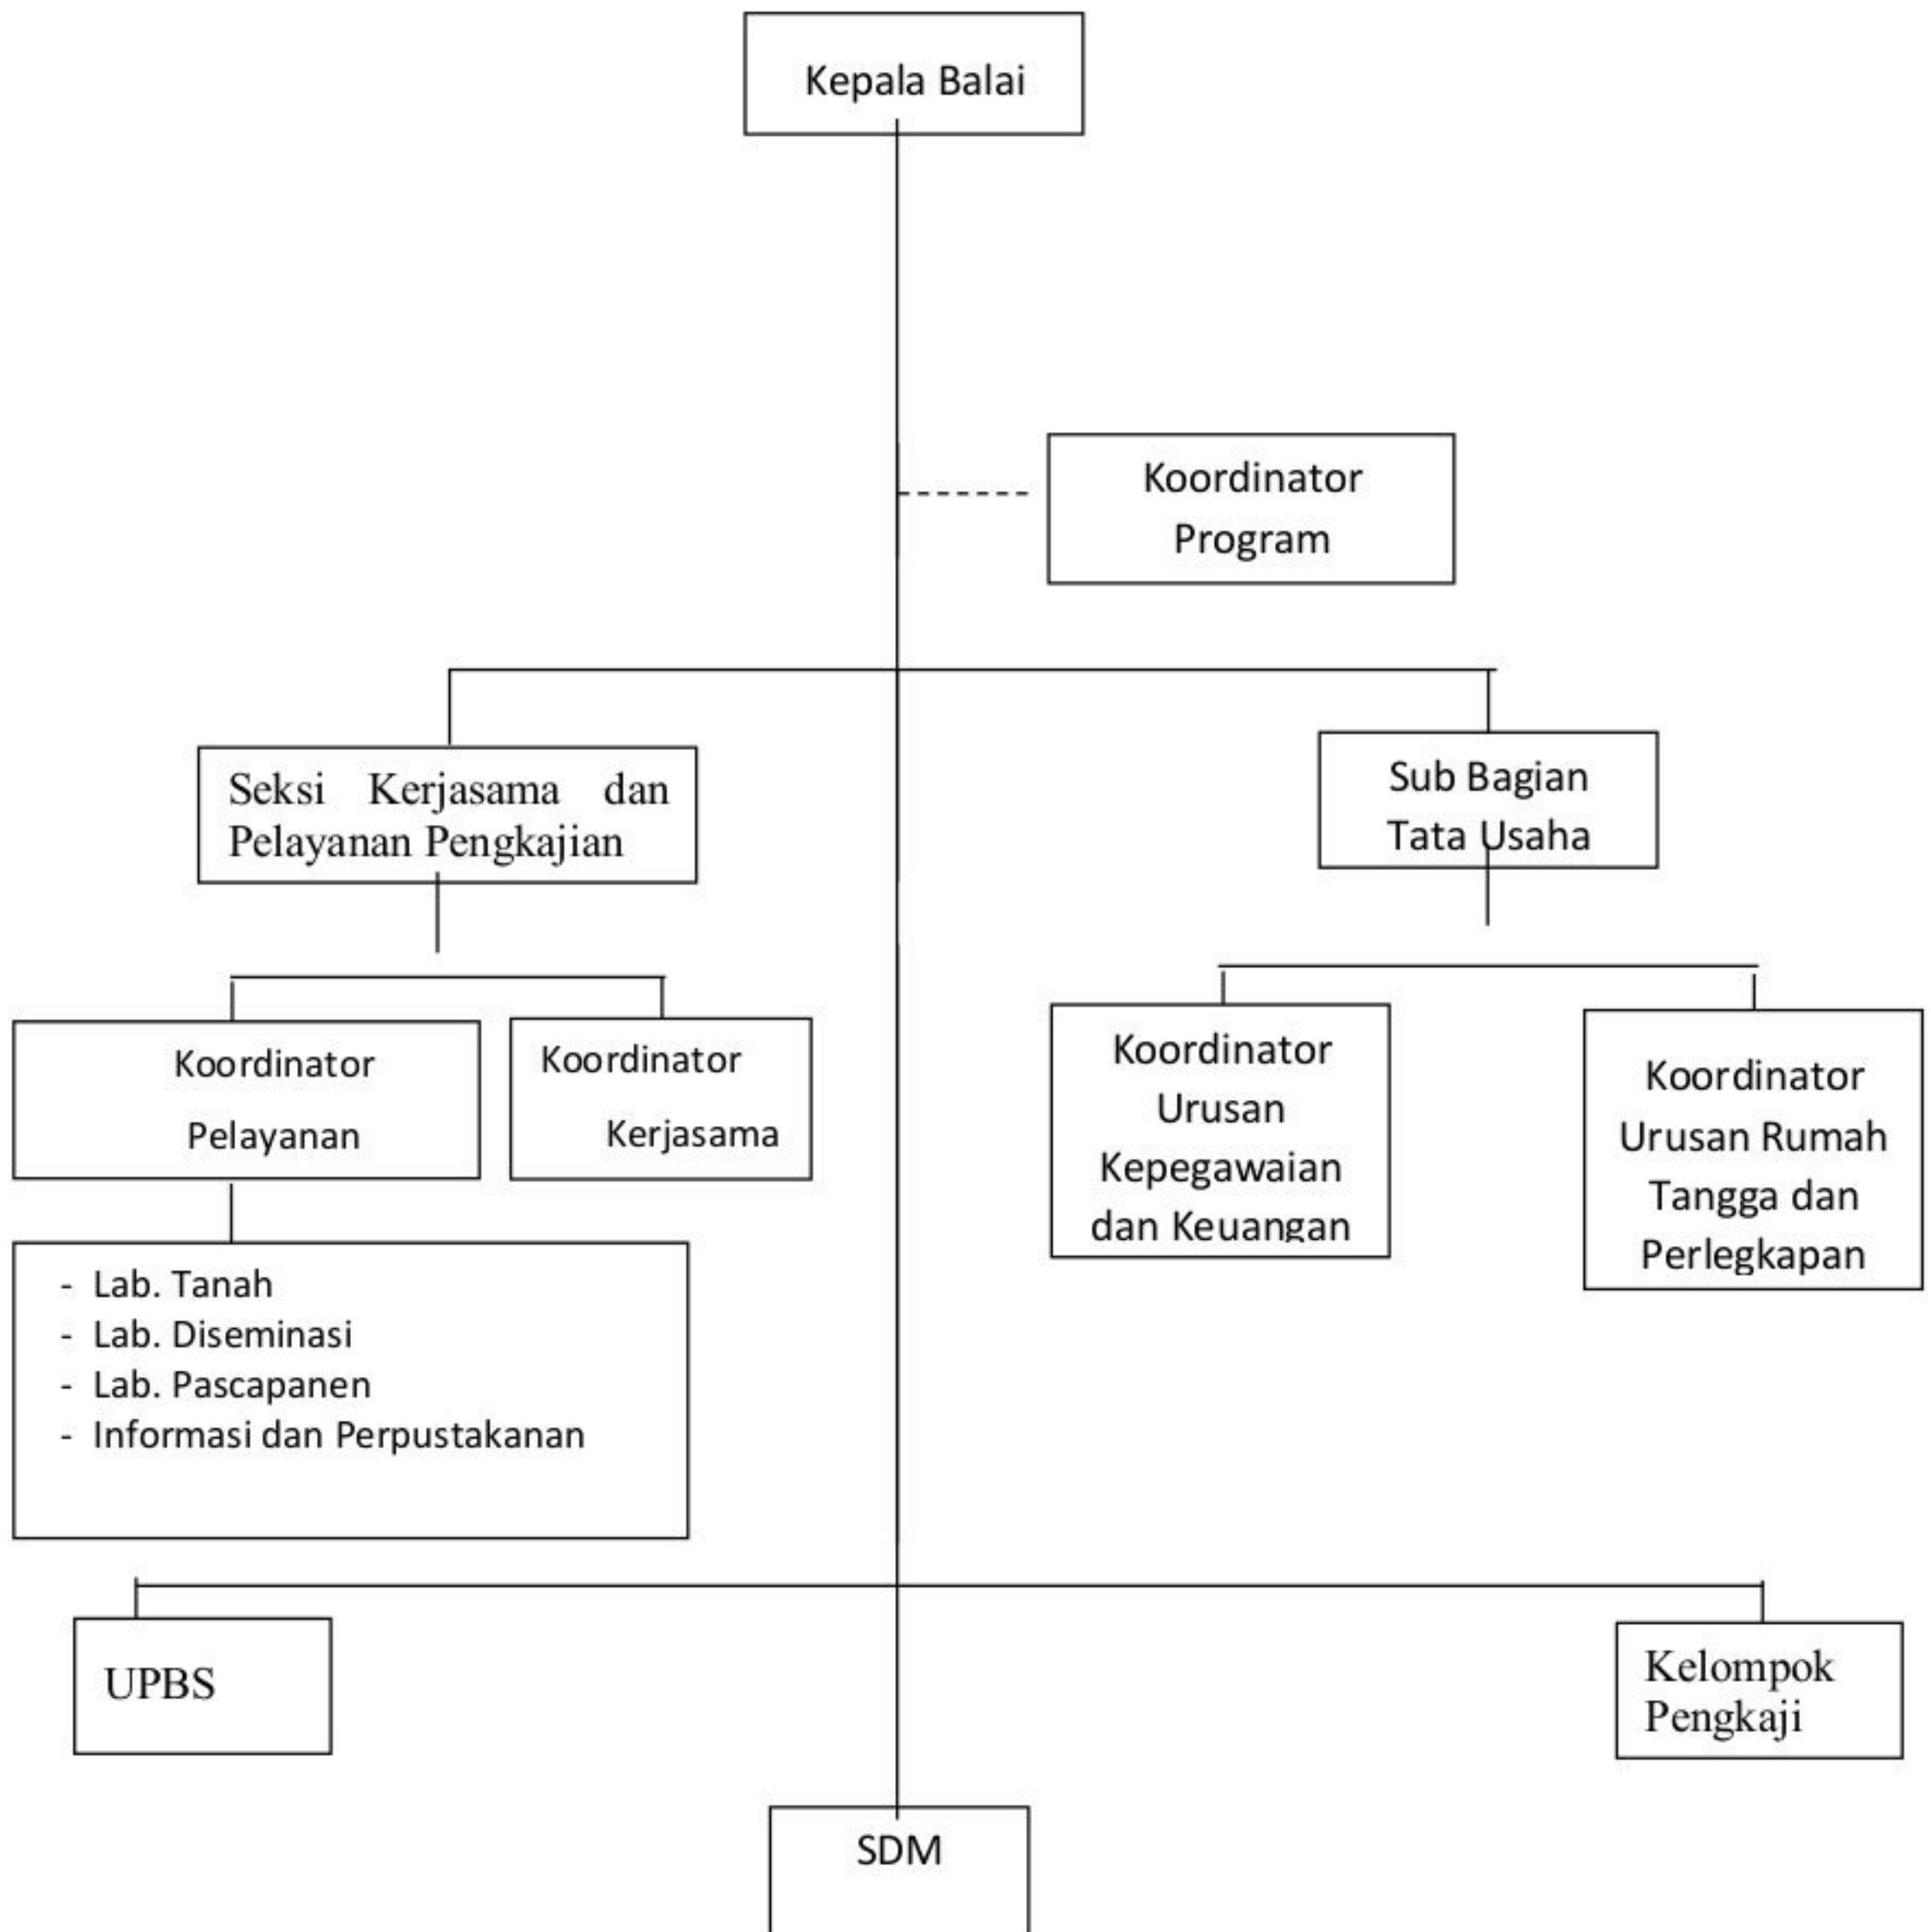 Kepala Balai
Koordinator
Program
Seksi Kerjasama dan
Pelayanan Pengkajian
Sub Bagian
Tata Usaha
Koordinator
Pelayanan
Koordinator
Kerjasama
Koordinator
Urusan
Kepegawaian
dan Keuangan
Koordinator
Urusan Rumah
Tangga dan
Perlegkapan
- Lab. Tanah
- Lab. Diseminasi
- Lab. Pascapanen
- Informasi dan Perpustakanan
UPBS
Kelompok
Pengkaji
SDM